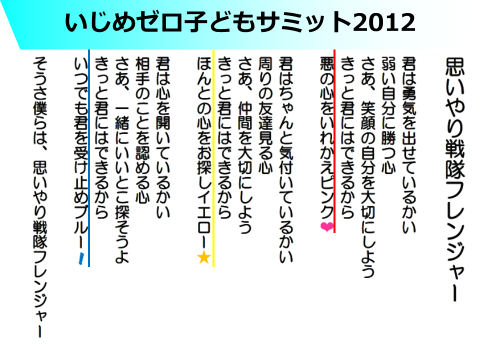 いじめゼロ子どもサミット2012
思いやり戦隊フレンジャー
君は勇気を出せているかい
弱い自分に勝つ心
さあ、笑顔の自分を大切にしよう
きっと君にはできるから
悪の心をいれかえピンク❤
君はちゃんと気付いているかい
周りの友達見る心
さあ、仲間を大切にしよう
きっと君にはできるから
ほんとの心をお探しイエロー★
君は心を開いているかい
相手のことを認める心
さあ、一緒にいいとこ探そうよ
きっと君にはできるから
いつでも君を受け止めブルー!
そうさ僕らは、思いやり戦隊フレンジャー